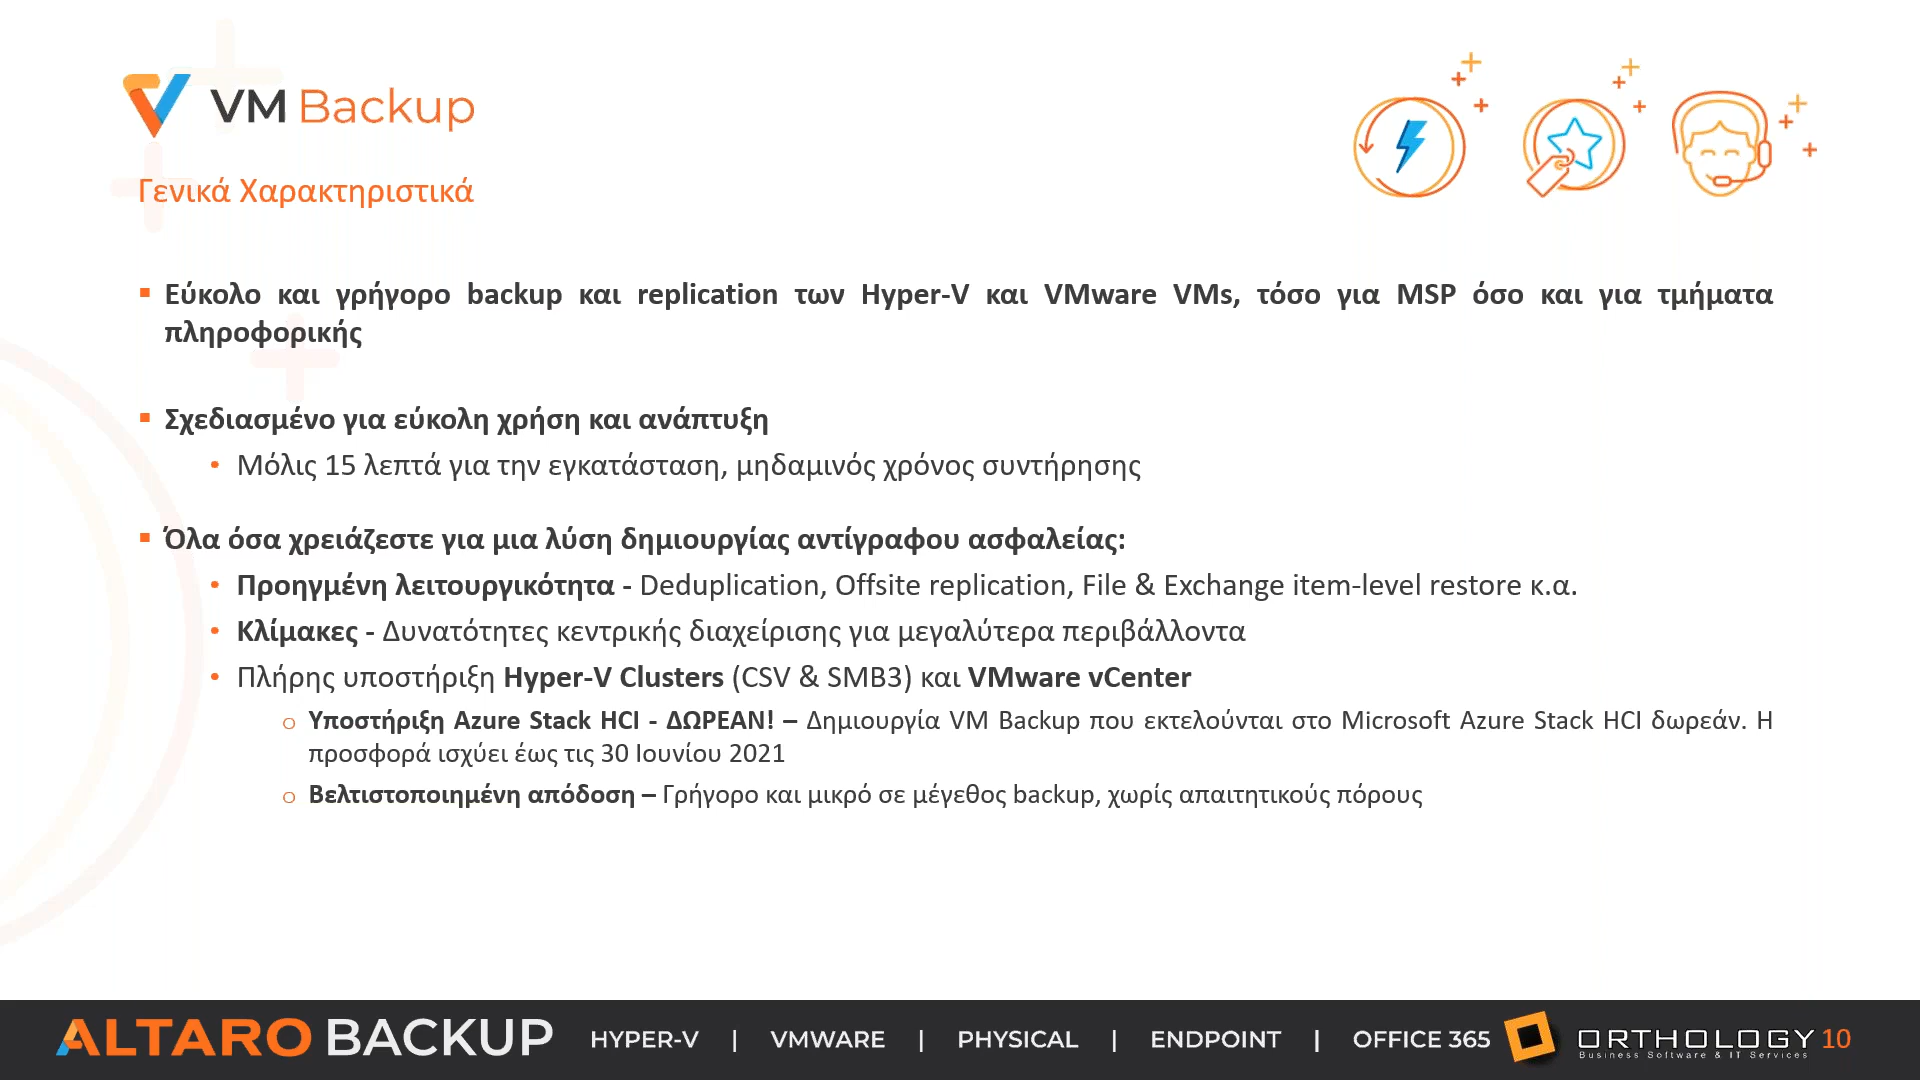 VM Backup
Γενικά Χαρακτηριστικά
▪ Εύκολο και γρήγορο backup και replication των Hyper-V και VMware VMs, τόσο για MSP όσο και για τμήματα
πληροφορικής
▪ Σχεδιασμένο για εύκολη χρήση και ανάπτυξη
• Μόλις 15 λεπτά για την εγκατάσταση, μηδαμινός χρόνος συντήρησης
▪ Όλα όσα χρειάζεστε για μια λύση δημιουργίας αντίγραφου ασφαλείας:
• Προηγμένη λειτουργικότητα - Deduplication, Offsite replication, File & Exchange item-level restore κ.α.
• Κλίμακες - Δυνατότητες κεντρικής διαχείρισης για μεγαλύτερα περιβάλλοντα
• Πλήρης υποστήριξη Hyper-V Clusters (CSV & SMB3) και VMware vCenter
o Υποστήριξη Azure Stack HCI - ΔΩΡΕΑΝ! – Δημιουργία VM Backup που εκτελούνται στο Microsoft Azure Stack HCI δωρεάν. Η
προσφορά ισχύει έως τις 30 Ιουνίου 2021
o Βελτιστοποιημένη απόδοση – Γρήγορο και μικρό σε μέγεθος backup, χωρίς απαιτητικούς πόρους
ALTARO BACKUP HYPER-V | VMWARE | PHYSICAL | ENDPOINT | OFFICE 365 ORTHOLOGY 10
Business Software & IT Services